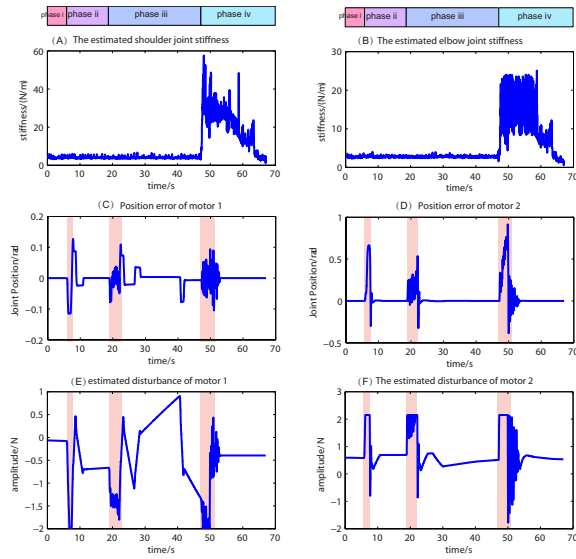 phase i phase ii phase iii phase iv
phase i phase ii phase iii phase iv
(A) The estimated shoulder joint stiffness
stiffness/(N/m)
60
40
20
0
0 10 20 30 40 50 60 70
time/s
(B) The estimated elbow joint stiffness
stiffness/(N/m)
30
20
10
0
0 10 20 30 40 50 60 70
time/s
(C) Position error of motor 1
Joint Position/rad
0.2
0.1
0
−0.1
−0.2
0 10 20 30 40 50 60 70
time/s
(D) Position error of motor 2
Joint Position/rad
1
0.5
0
−0.5
0 10 20 30 40 50 60 70
time/s
(E) estimated disturbance of motor 1
amplitude/ N
1
0.5
0
−0.5
−1
−1.5
−2
0 10 20 30 40 50 60 70
time/s
(F) The estimated disturbance of motor 2
amplitude/ N
3
2
1
0
−1
−2
0 10 20 30 40 50 60 70
time/s